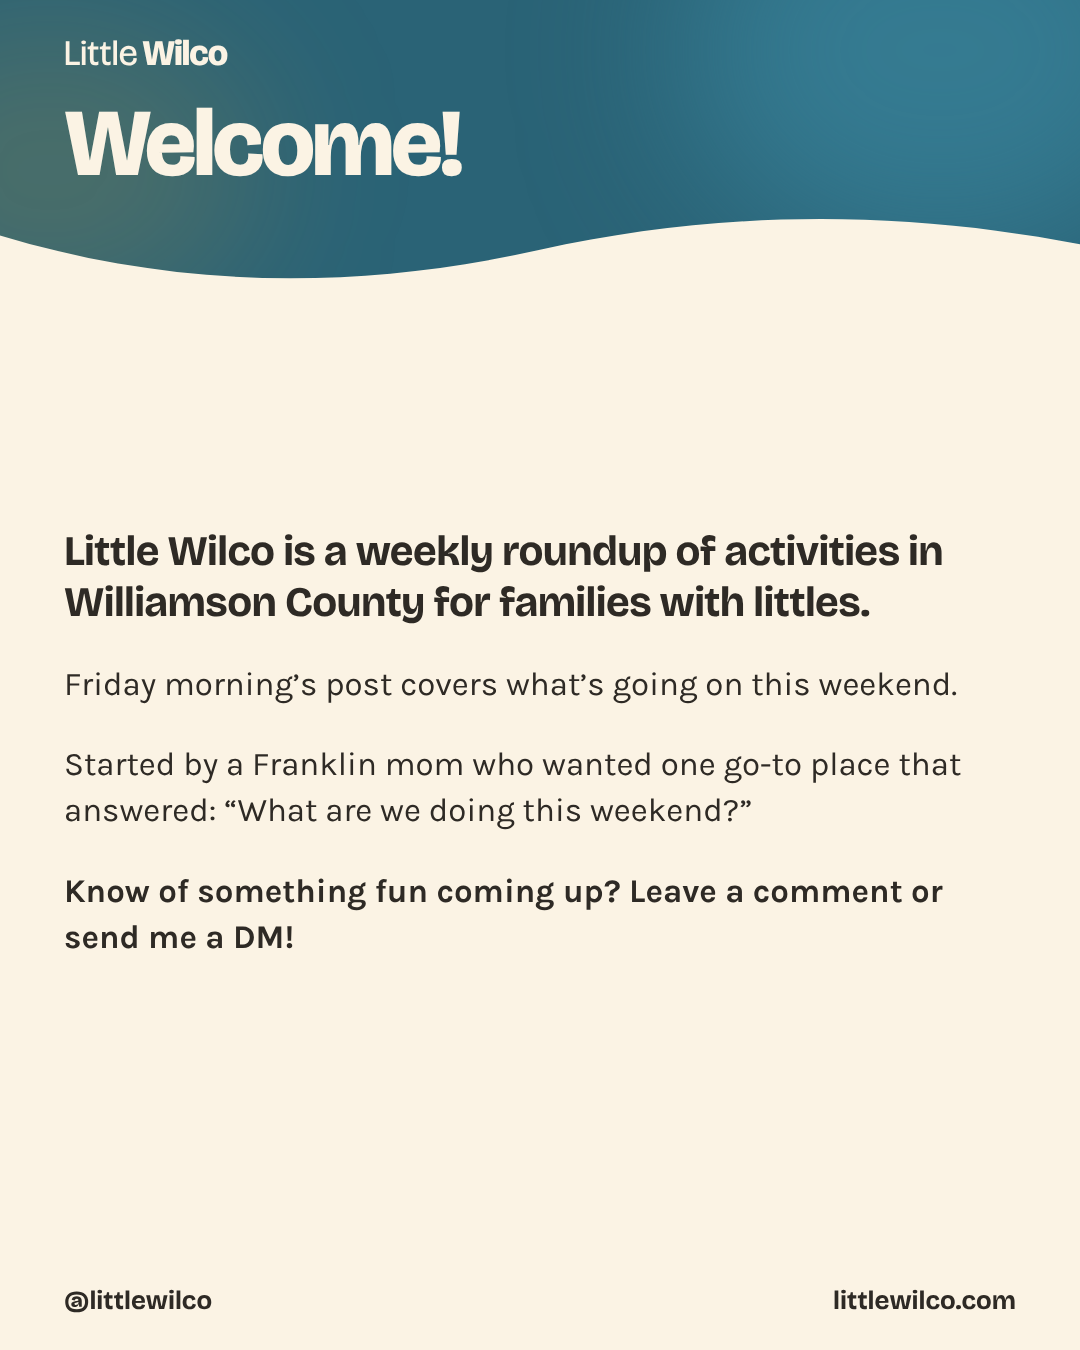 Little Wilco
Welcome!
Little Wilco is a weekly roundup of activities in
Williamson County for families with littles.
Friday morning’s post covers what’s going on this weekend.
Started by a Franklin mom who wanted one go-to place that
answered: “What are we doing this weekend?”
Know of something fun coming up? Leave a comment or
send me a DM!
@littlewilco
littlewilco.com